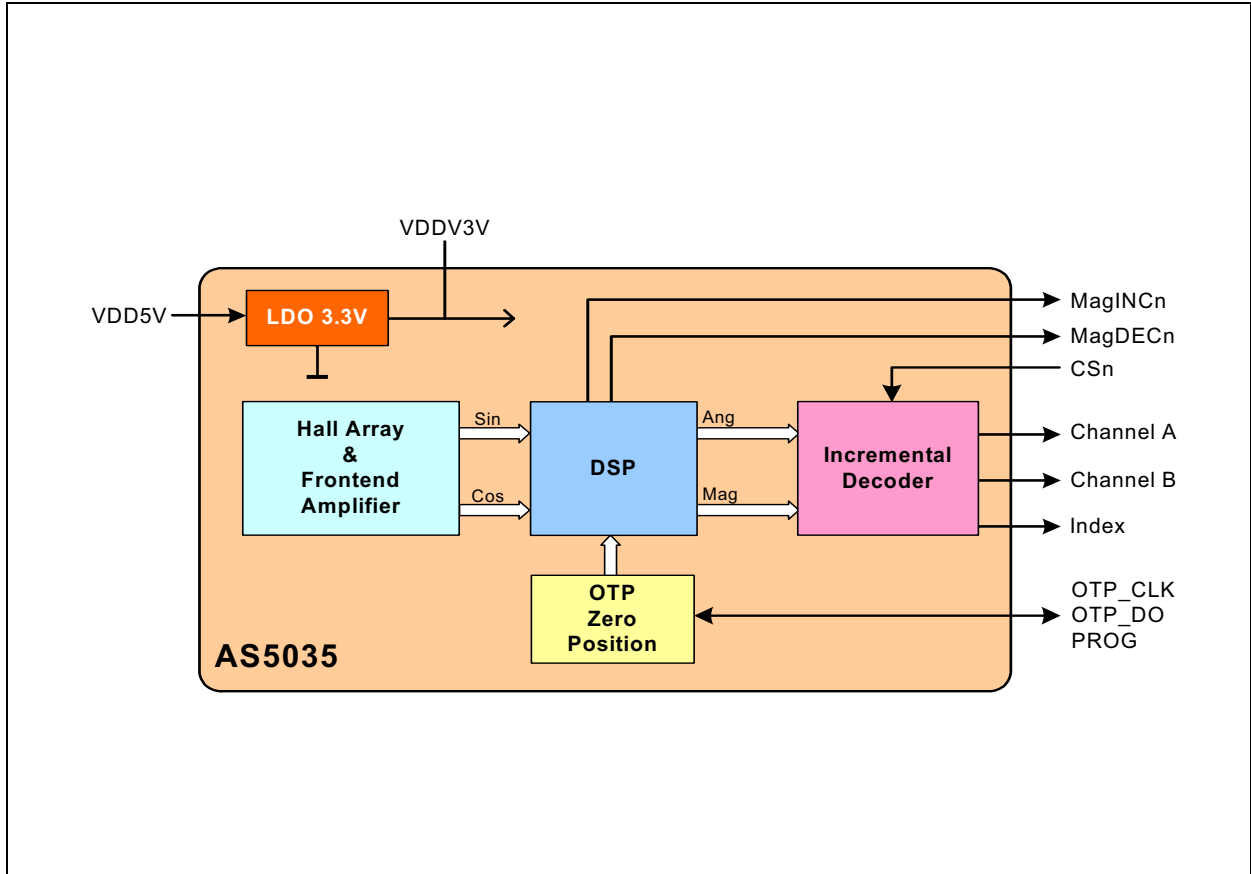 VDDV3V
VDD5V
LDO 3.3V
MagINCn
MagDECn
CSn
Hall Array
&
Frontend
Amplifier
Sin
Cos
DSP
Ang
Mag
Incremental
Decoder
Channel A
Channel B
Index
OTP
Zero
Position
OTP_CLK
OTP_DO
PROG
AS5035